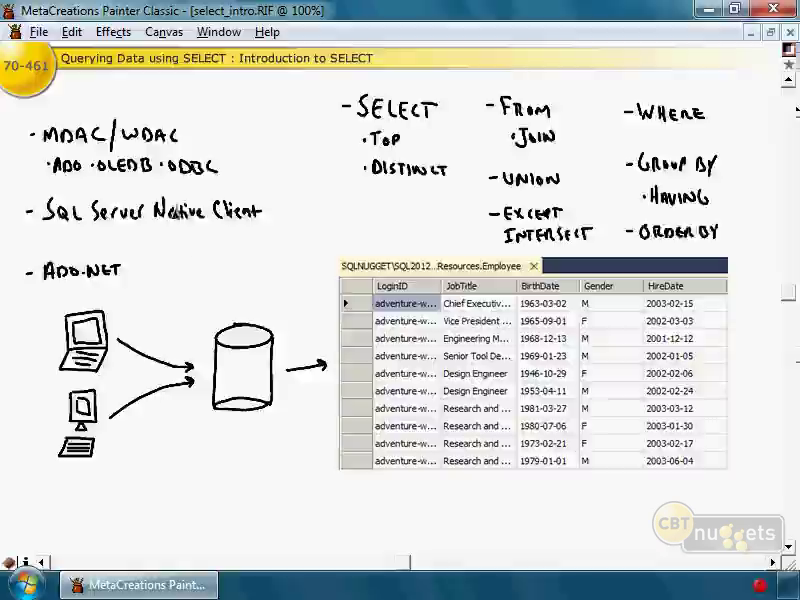 MetaCreations Painter Classic - [select_intro.RIF @ 100%]
File Edit Effects Canvas Window Help
70-461
Querying Data using SELECT : Introduction to SELECT
- MDAC/WDAC
· ADO · OLEDB · ODBC
- SQL Server Native Client
- ADO.NET
- SELECT
· TOP
· DISTINCT
- FROM
· JOIN
- UNION
- EXCEPT
INTERSECT
- WHERE
- GROUP BY
· HAVING
- ORDER BY
SQLNUGGET\SQL2012...Resources.Employee
LoginID JobTitle BirthDate Gender HireDate
adventure-w... Chief Executiv... 1963-03-02 M 2003-02-15
adventure-w... Vice President ... 1965-09-01 F 2002-03-03
adventure-w... Engineering M... 1968-12-13 M 2001-12-12
adventure-w... Senior Tool De... 1969-01-23 M 2002-01-05
adventure-w... Design Engineer 1946-10-29 F 2002-02-06
adventure-w... Design Engineer 1953-04-11 M 2002-02-24
adventure-w... Research and ... 1981-03-27 M 2003-03-12
adventure-w... Research and ... 1980-07-06 F 2003-01-30
adventure-w... Research and ... 1973-02-21 F 2003-02-17
adventure-w... Research and ... 1979-01-01 M 2003-06-04
CBT nuggets
MetaCreations Paint...